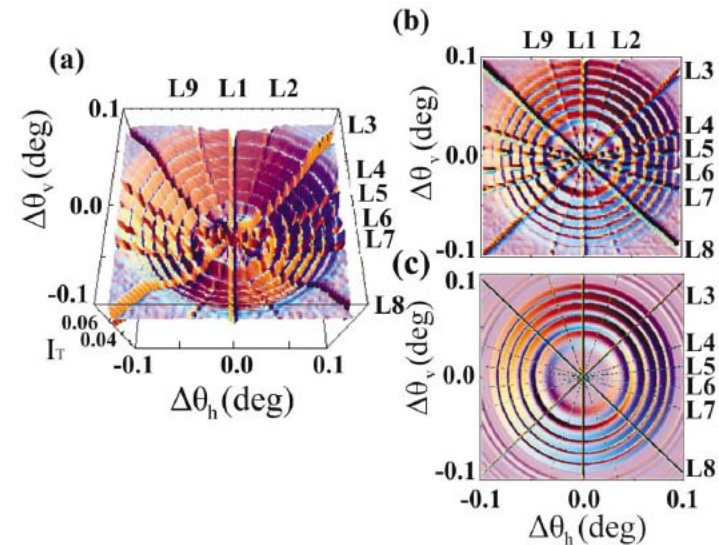 (a)
L9 L1 L2
L3
L4
L5
L6
L7
L8
0.1
0.0
-0.1
Δθv (deg)
0.06
0.04
IT
-0.1 0.0 0.1
Δθh (deg)
(b)
L9 L1 L2
L3
L4
L5
L6
L7
L8
0.1
0.0
-0.1
Δθv (deg)
(c)
L3
L4
L5
L6
L7
L8
0.0
-0.1
Δθv (deg)
-0.1 0.0 0.1
Δθh (deg)